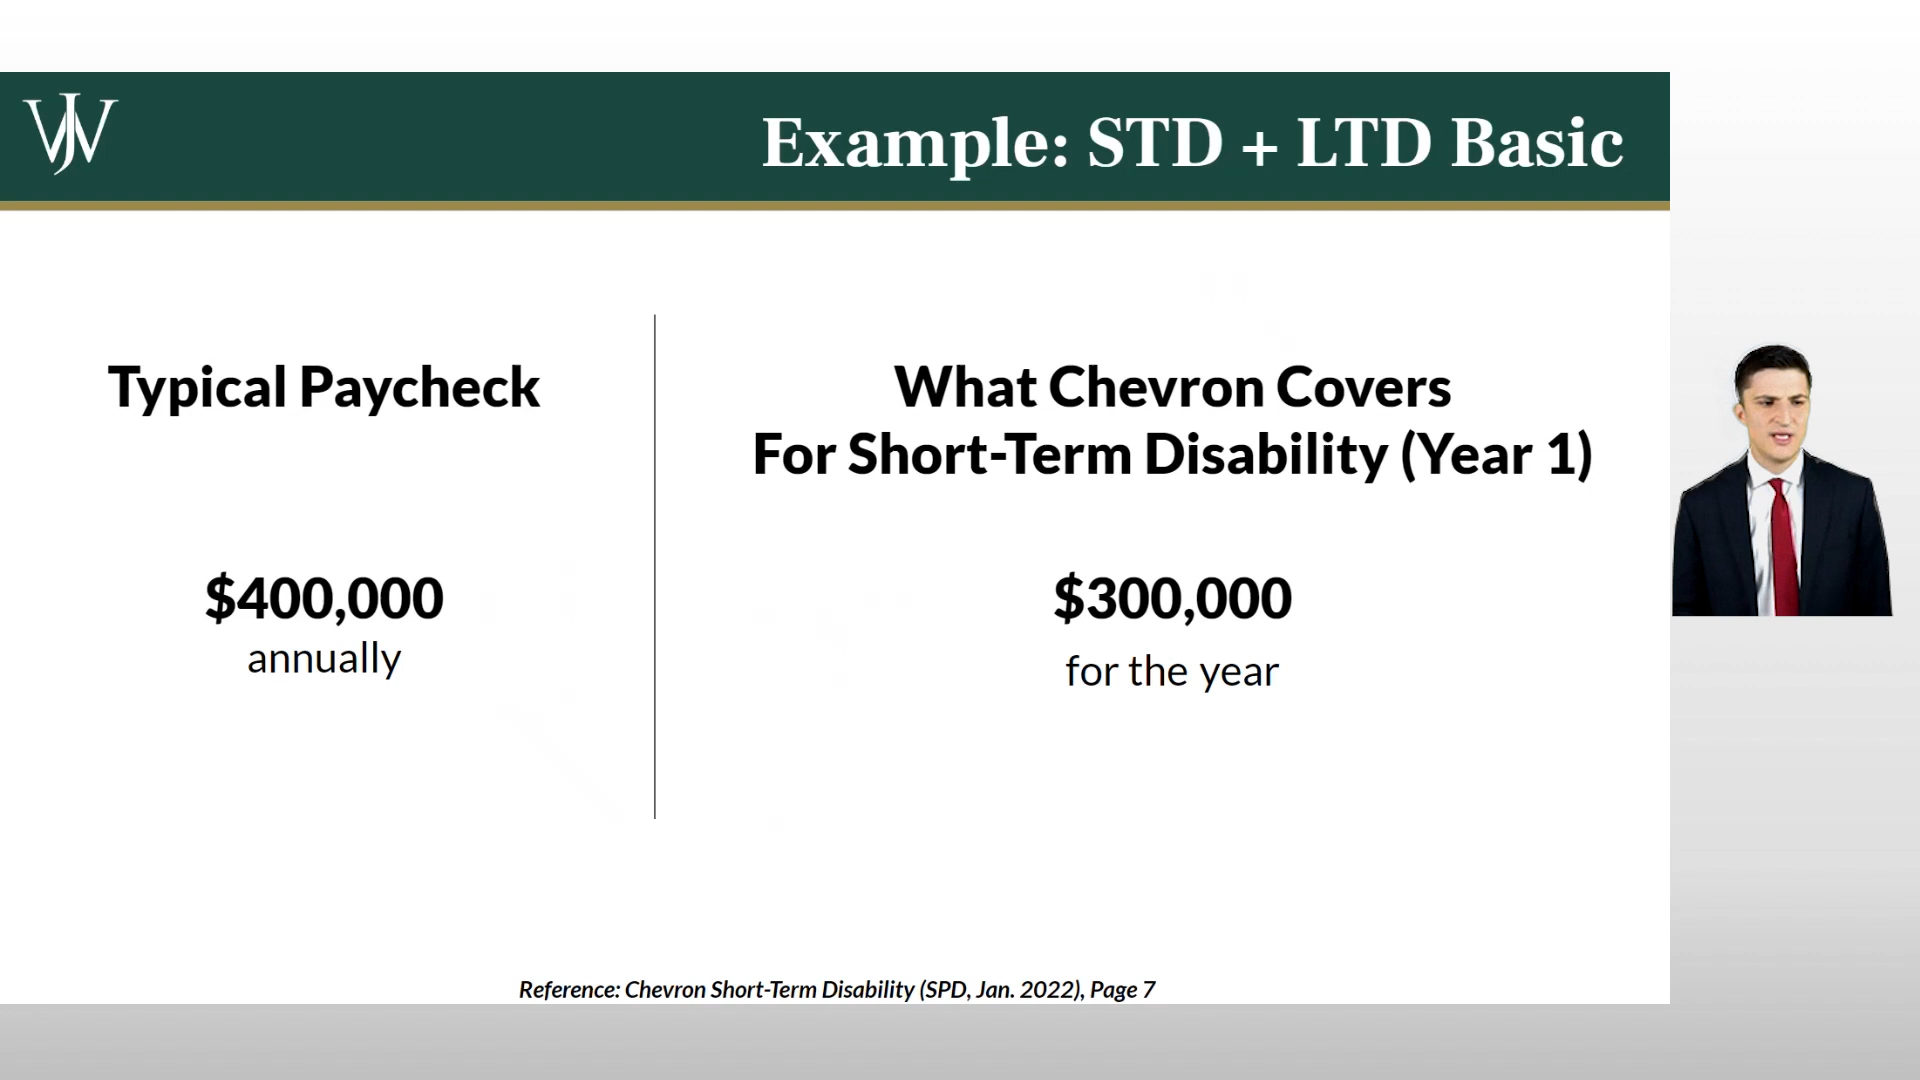 WJ
Example: STD + LTD Basic
Typical Paycheck
$400,000
annually
What Chevron Covers
For Short-Term Disability (Year 1)
$300,000
for the year
Reference: Chevron Short-Term Disability (SPD, Jan. 2022), Page 7